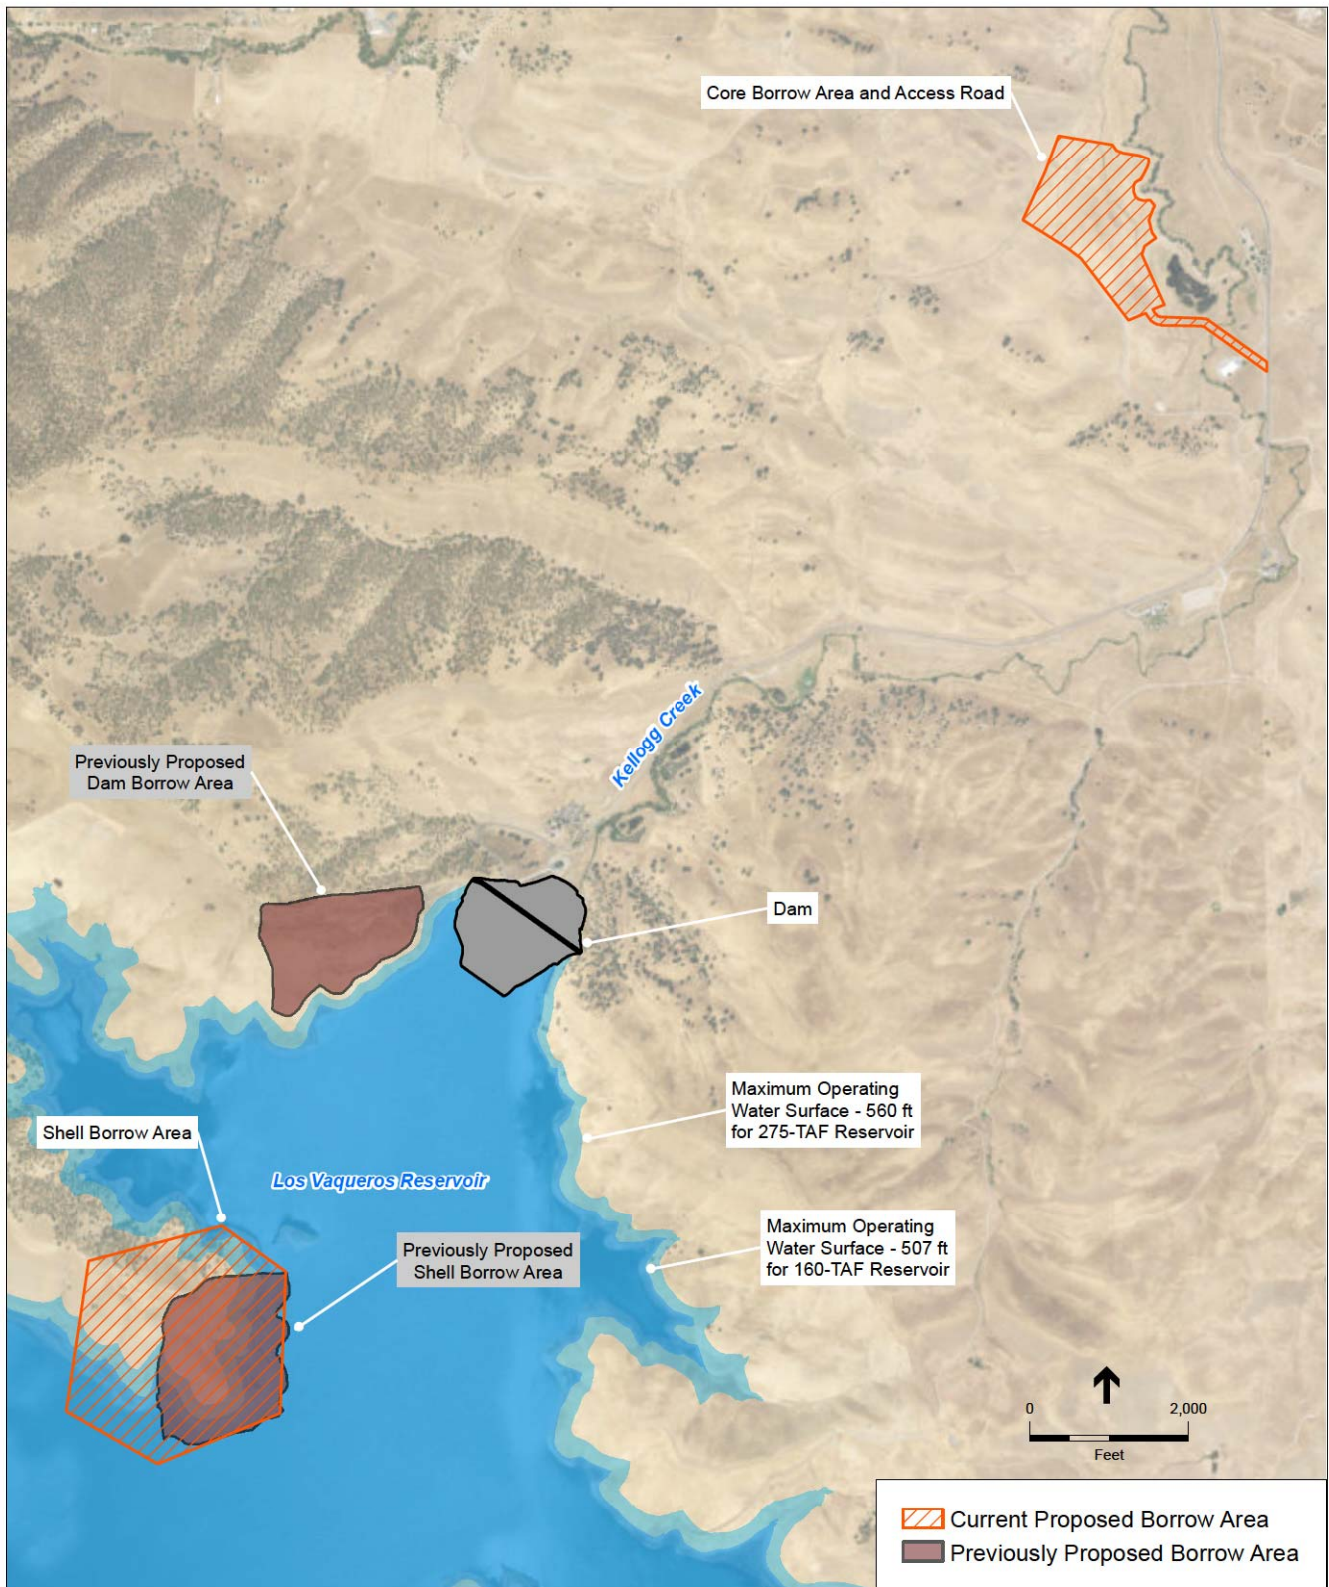 Core Borrow Area and Access Road
Kellogg Creek
Previously Proposed
Dam Borrow Area
Dam
Maximum Operating
Water Surface - 560 ft
for 275-TAF Reservoir
Shell Borrow Area
Los Vaqueros Reservoir
Previously Proposed
Shell Borrow Area
Maximum Operating
Water Surface - 507 ft
for 160-TAF Reservoir
0 2,000
Feet
Current Proposed Borrow Area
Previously Proposed Borrow Area